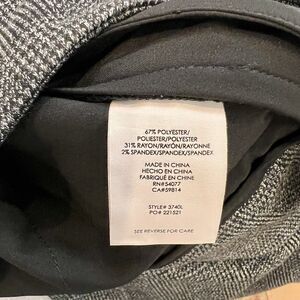 67% POLYESTER/
POLIESTER/POLYESTER
31% RAYON/RAYÓN/RAYONNE
2% SPANDEX/SPANDEX/SPANDEX
MADE IN CHINA
HECHO EN CHINA
FABRIQUÉ EN CHINE
RN#54077
CA#59814
STYLE# 3740L
PO# 221521
SEE REVERSE FOR CARE